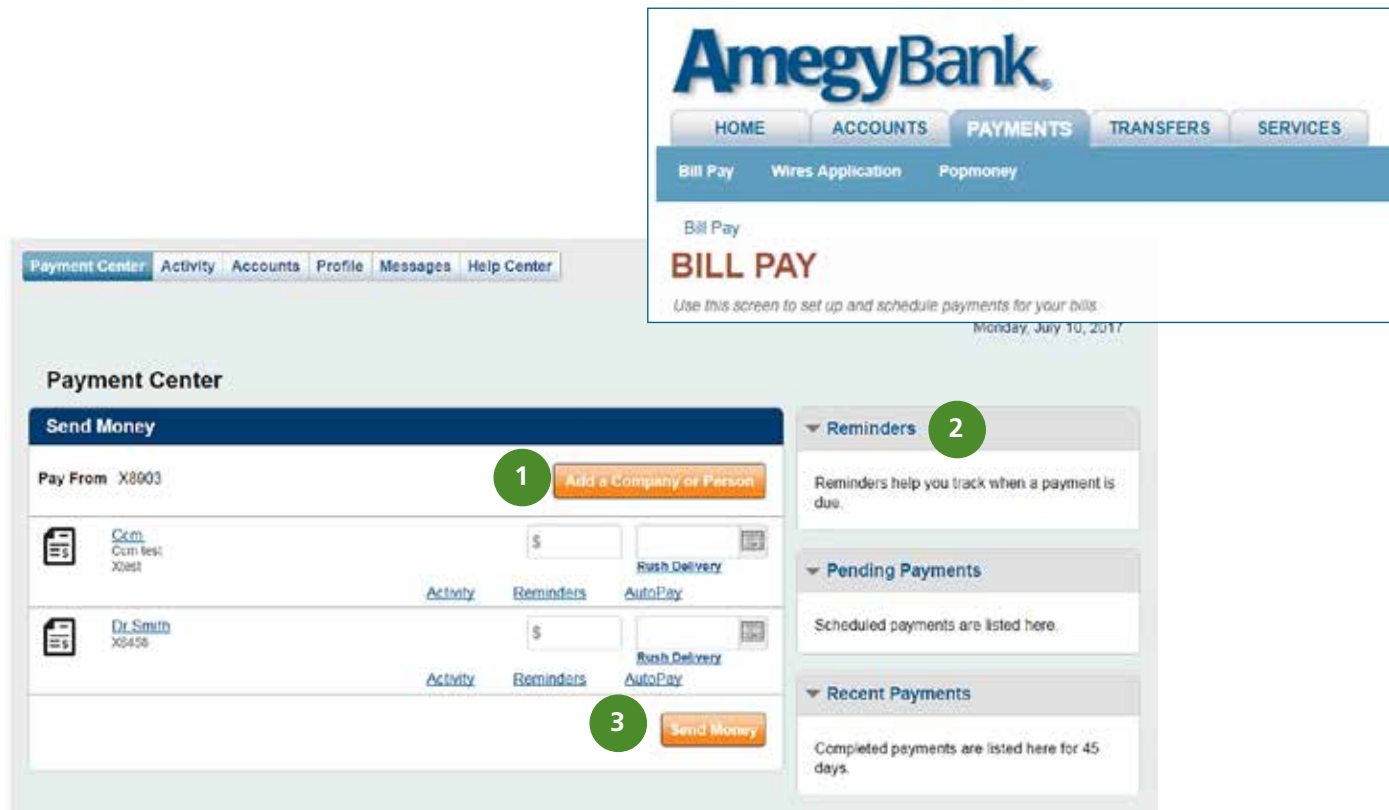 AmegyBank®
HOME ACCOUNTS PAYMENTS TRANSFERS SERVICES
Bill Pay Wires Application Popmoney
Bill Pay
BILL PAY
Use this screen to set up and schedule payments for your bills
Payment Center Activity Accounts Profile Messages Help Center
Monday, July 10, 2017
Payment Center
Send Money
Pay From X8903
1
Add a Company or Person
Ccm
Ccm test
Xtest
$
Rush Delivery
Activity Reminders AutoPay
Dr Smith
$
Rush Delivery
Activity Reminders AutoPay
3
Send Money
Reminders
2
Reminders help you track when a payment is
due.
Pending Payments
Scheduled payments are listed here.
Recent Payments
Completed payments are listed here for 45
days.